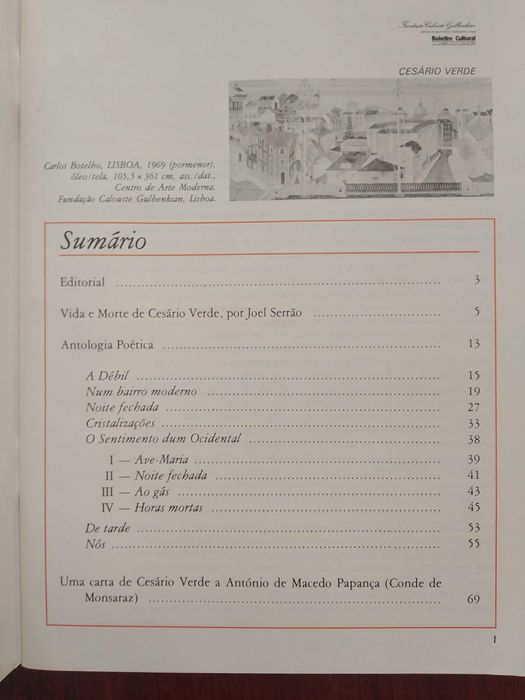 Fundação Calouste Gulbenkian
Boletim Cultural
CESÁRIO VERDE
Carlos Botelho, LISBOA, 1969 (pormenor),
óleo/tela, 103,5 × 361 cm, ass./dat.,
Centro de Arte Moderna,
Fundação Calouste Gulbenkian, Lisboa.
Sumário
Editorial ........ 3
Vida e Morte de Cesário Verde, por Joel Serrão ........ 5
Antologia Poética ........ 13
A Débil ........ 15
Num bairro moderno ........ 19
Noite fechada ........ 27
Cristalizações ........ 33
O Sentimento dum Ocidental ........ 38
I — Ave-Maria ........ 39
II — Noite fechada ........ 41
III — Ao gás ........ 43
IV — Horas mortas ........ 45
De tarde ........ 53
Nós ........ 55
Uma carta de Cesário Verde a António de Macedo Papança (Conde de
Monsaraz) ........ 69
1